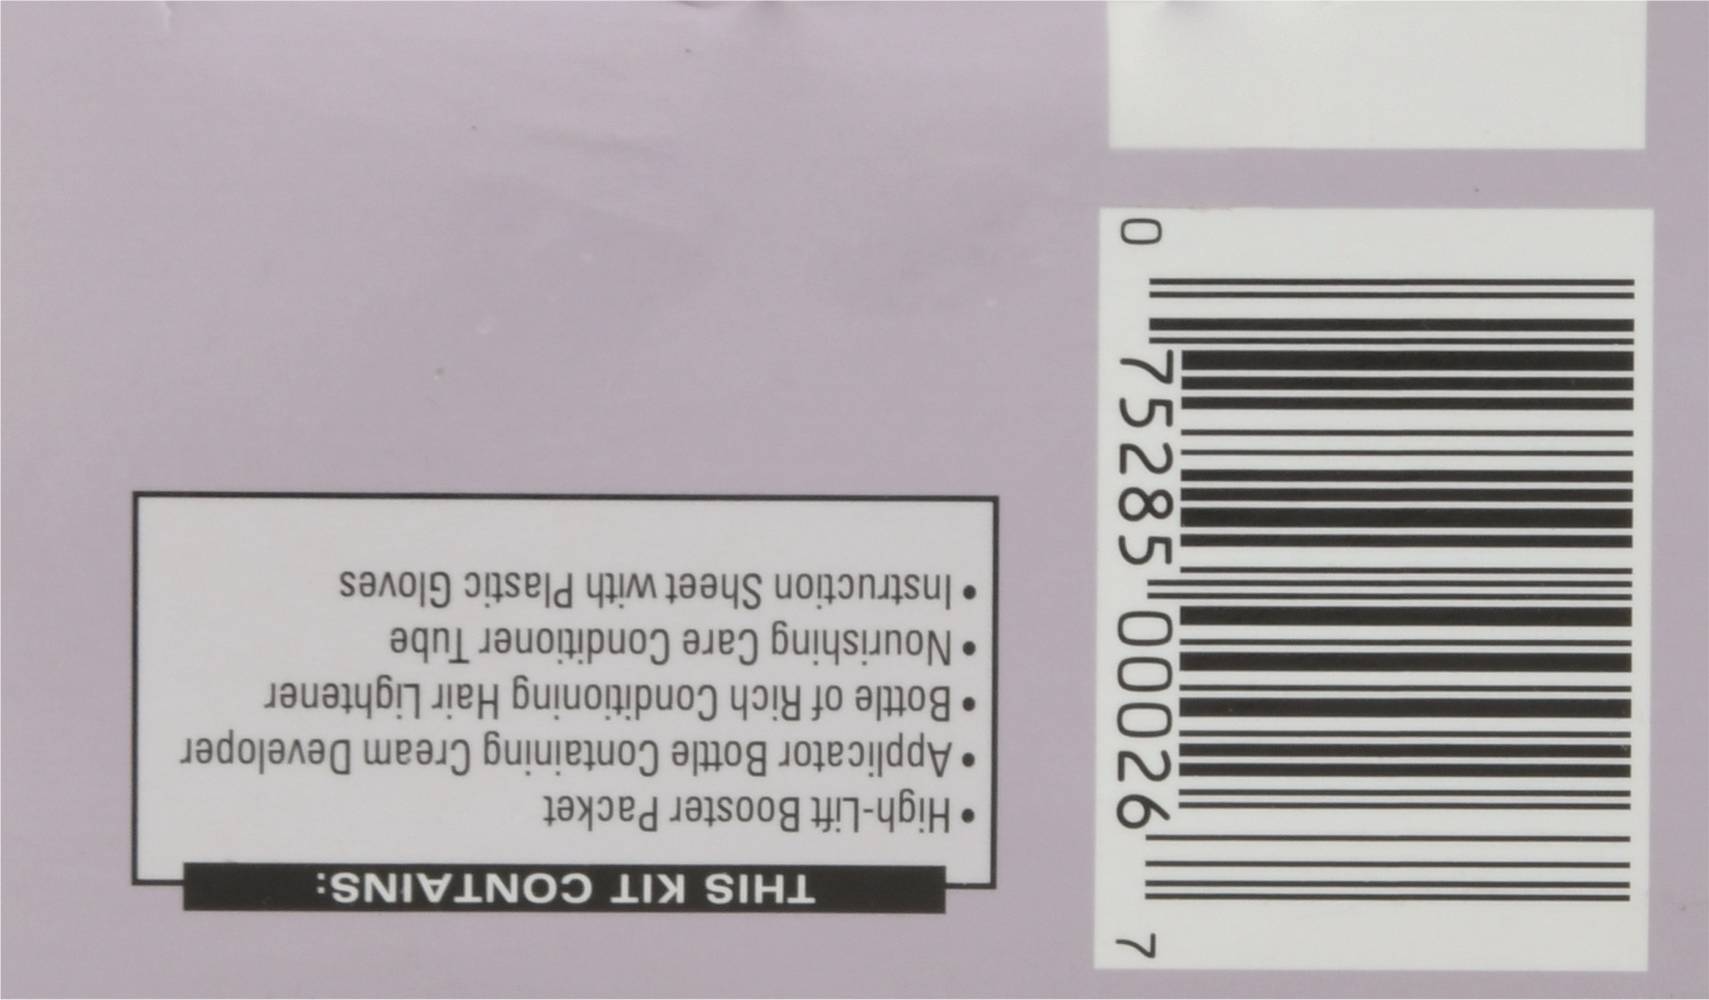 THIS KIT CONTAINS:
• High-Lift Booster Packet
• Applicator Bottle Containing Cream Developer
• Bottle of Rich Conditioning Hair Lightener
• Nourishing Care Conditioner Tube
• Instruction Sheet with Plastic Gloves
0 75285 00026 7